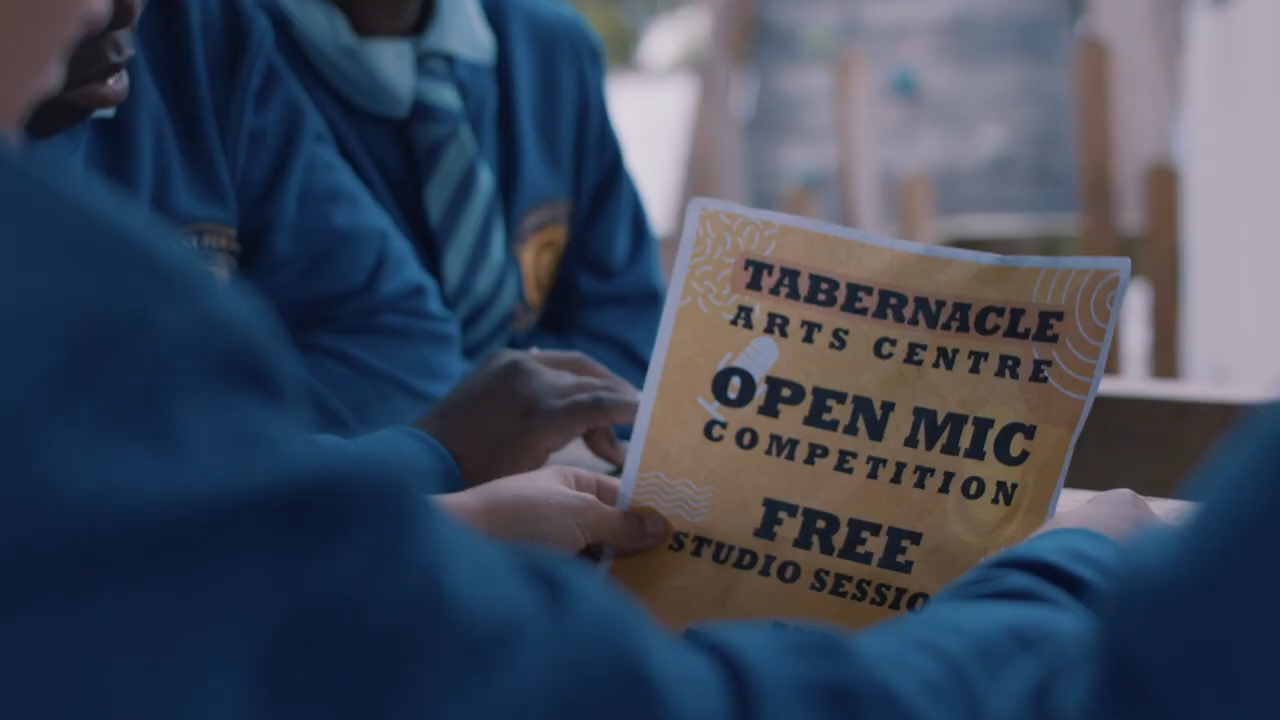 TABERNACLE
ARTS CENTRE
OPEN MIC
COMPETITION
FREE
STUDIO